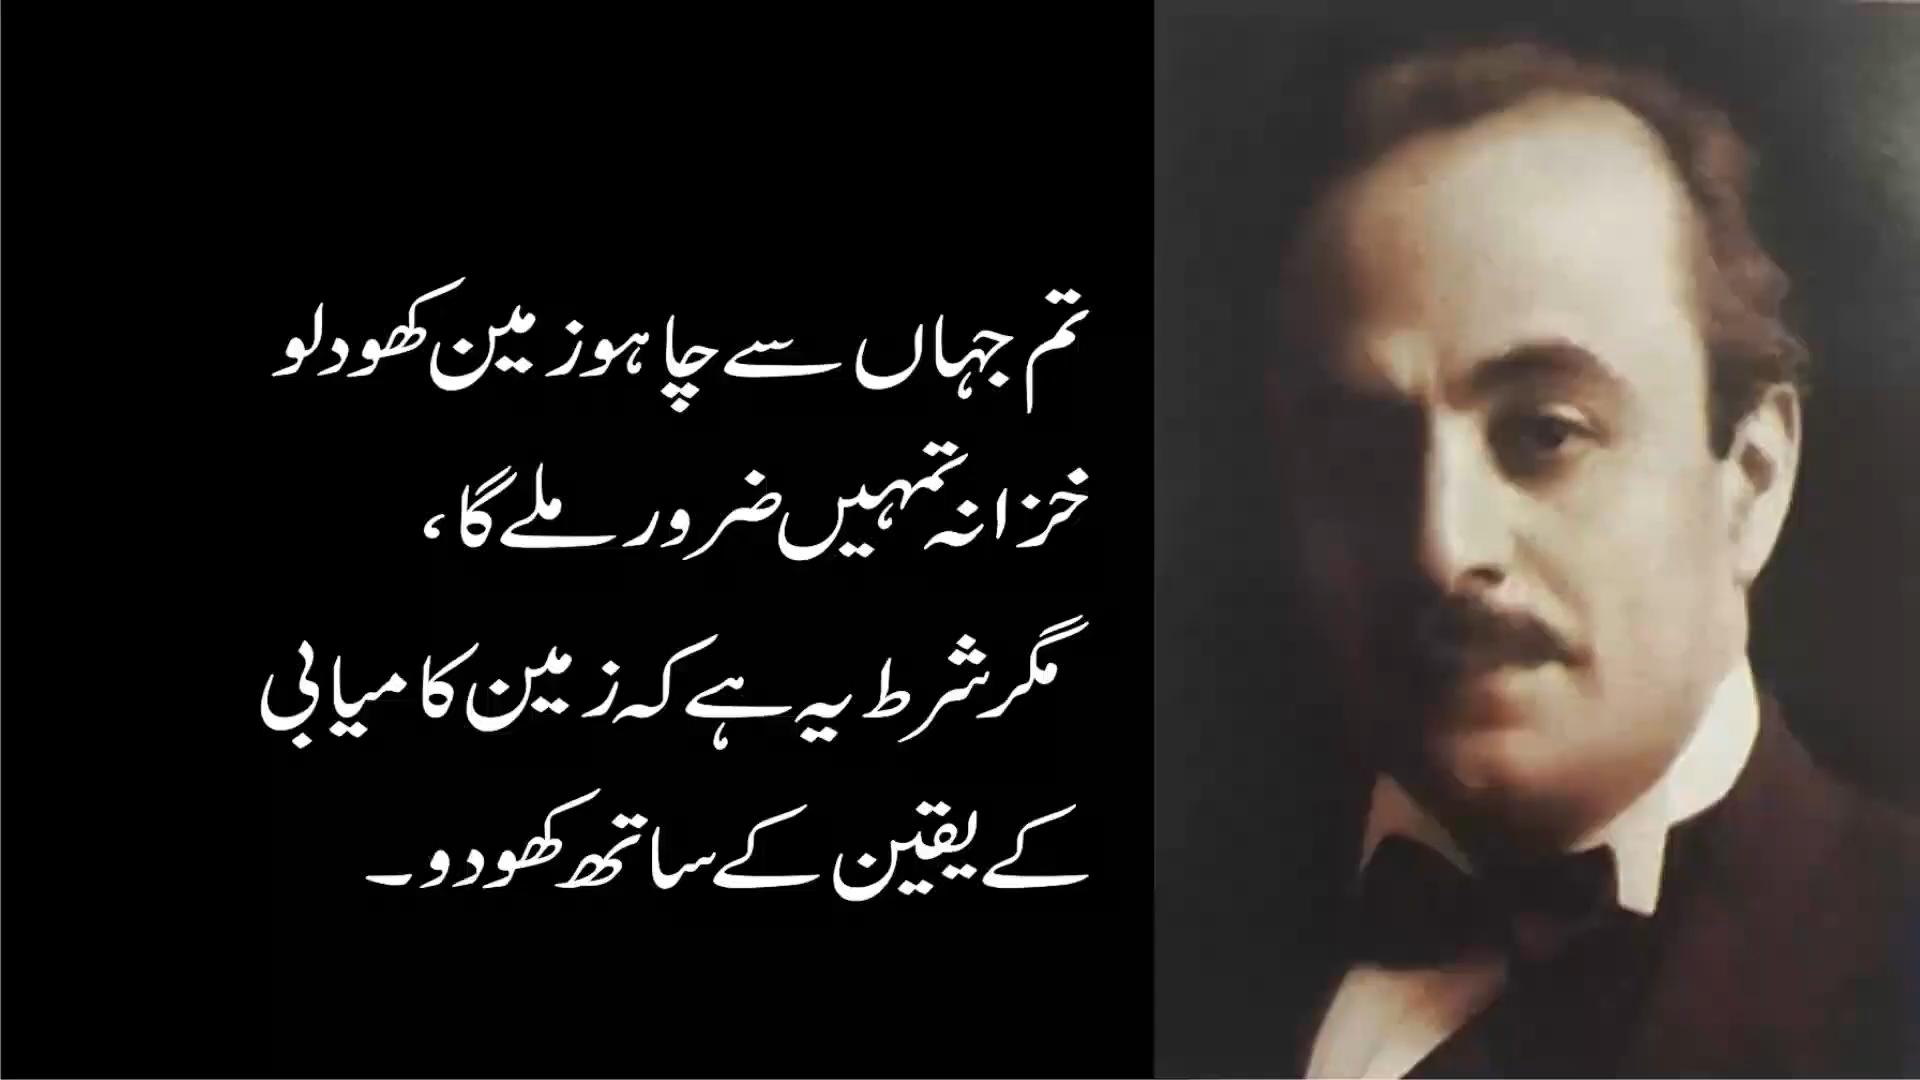 تم جہاں سے چاہو زمین کھود لو
خزانہ تمہیں ضرور ملے گا،
مگر شرط یہ ہے کہ زمین کامیابی
کے یقین کے ساتھ کھودو۔